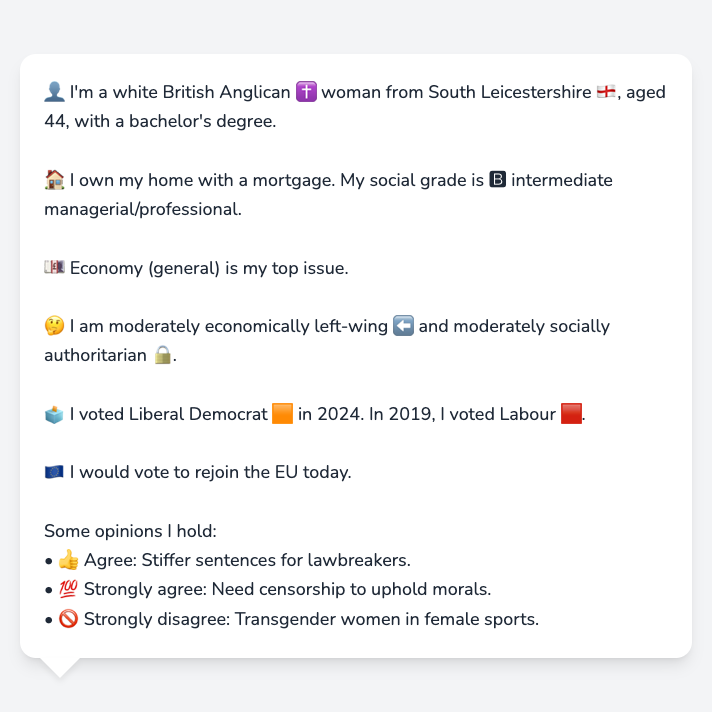 👤 I'm a white British Anglican ✝️ woman from South Leicestershire 🏴󠁧󠁢󠁥󠁮󠁧󠁿, aged
44, with a bachelor's degree.
🏠 I own my home with a mortgage. My social grade is 🅱 intermediate
managerial/professional.
💷 Economy (general) is my top issue.
🤔 I am moderately economically left-wing ⬅️ and moderately socially
authoritarian 🔒.
🗳️ I voted Liberal Democrat 🟧 in 2024. In 2019, I voted Labour 🟥.
🇪🇺 I would vote to rejoin the EU today.
Some opinions I hold:
• 👍 Agree: Stiffer sentences for lawbreakers.
• 💯 Strongly agree: Need censorship to uphold morals.
• 🚫 Strongly disagree: Transgender women in female sports.